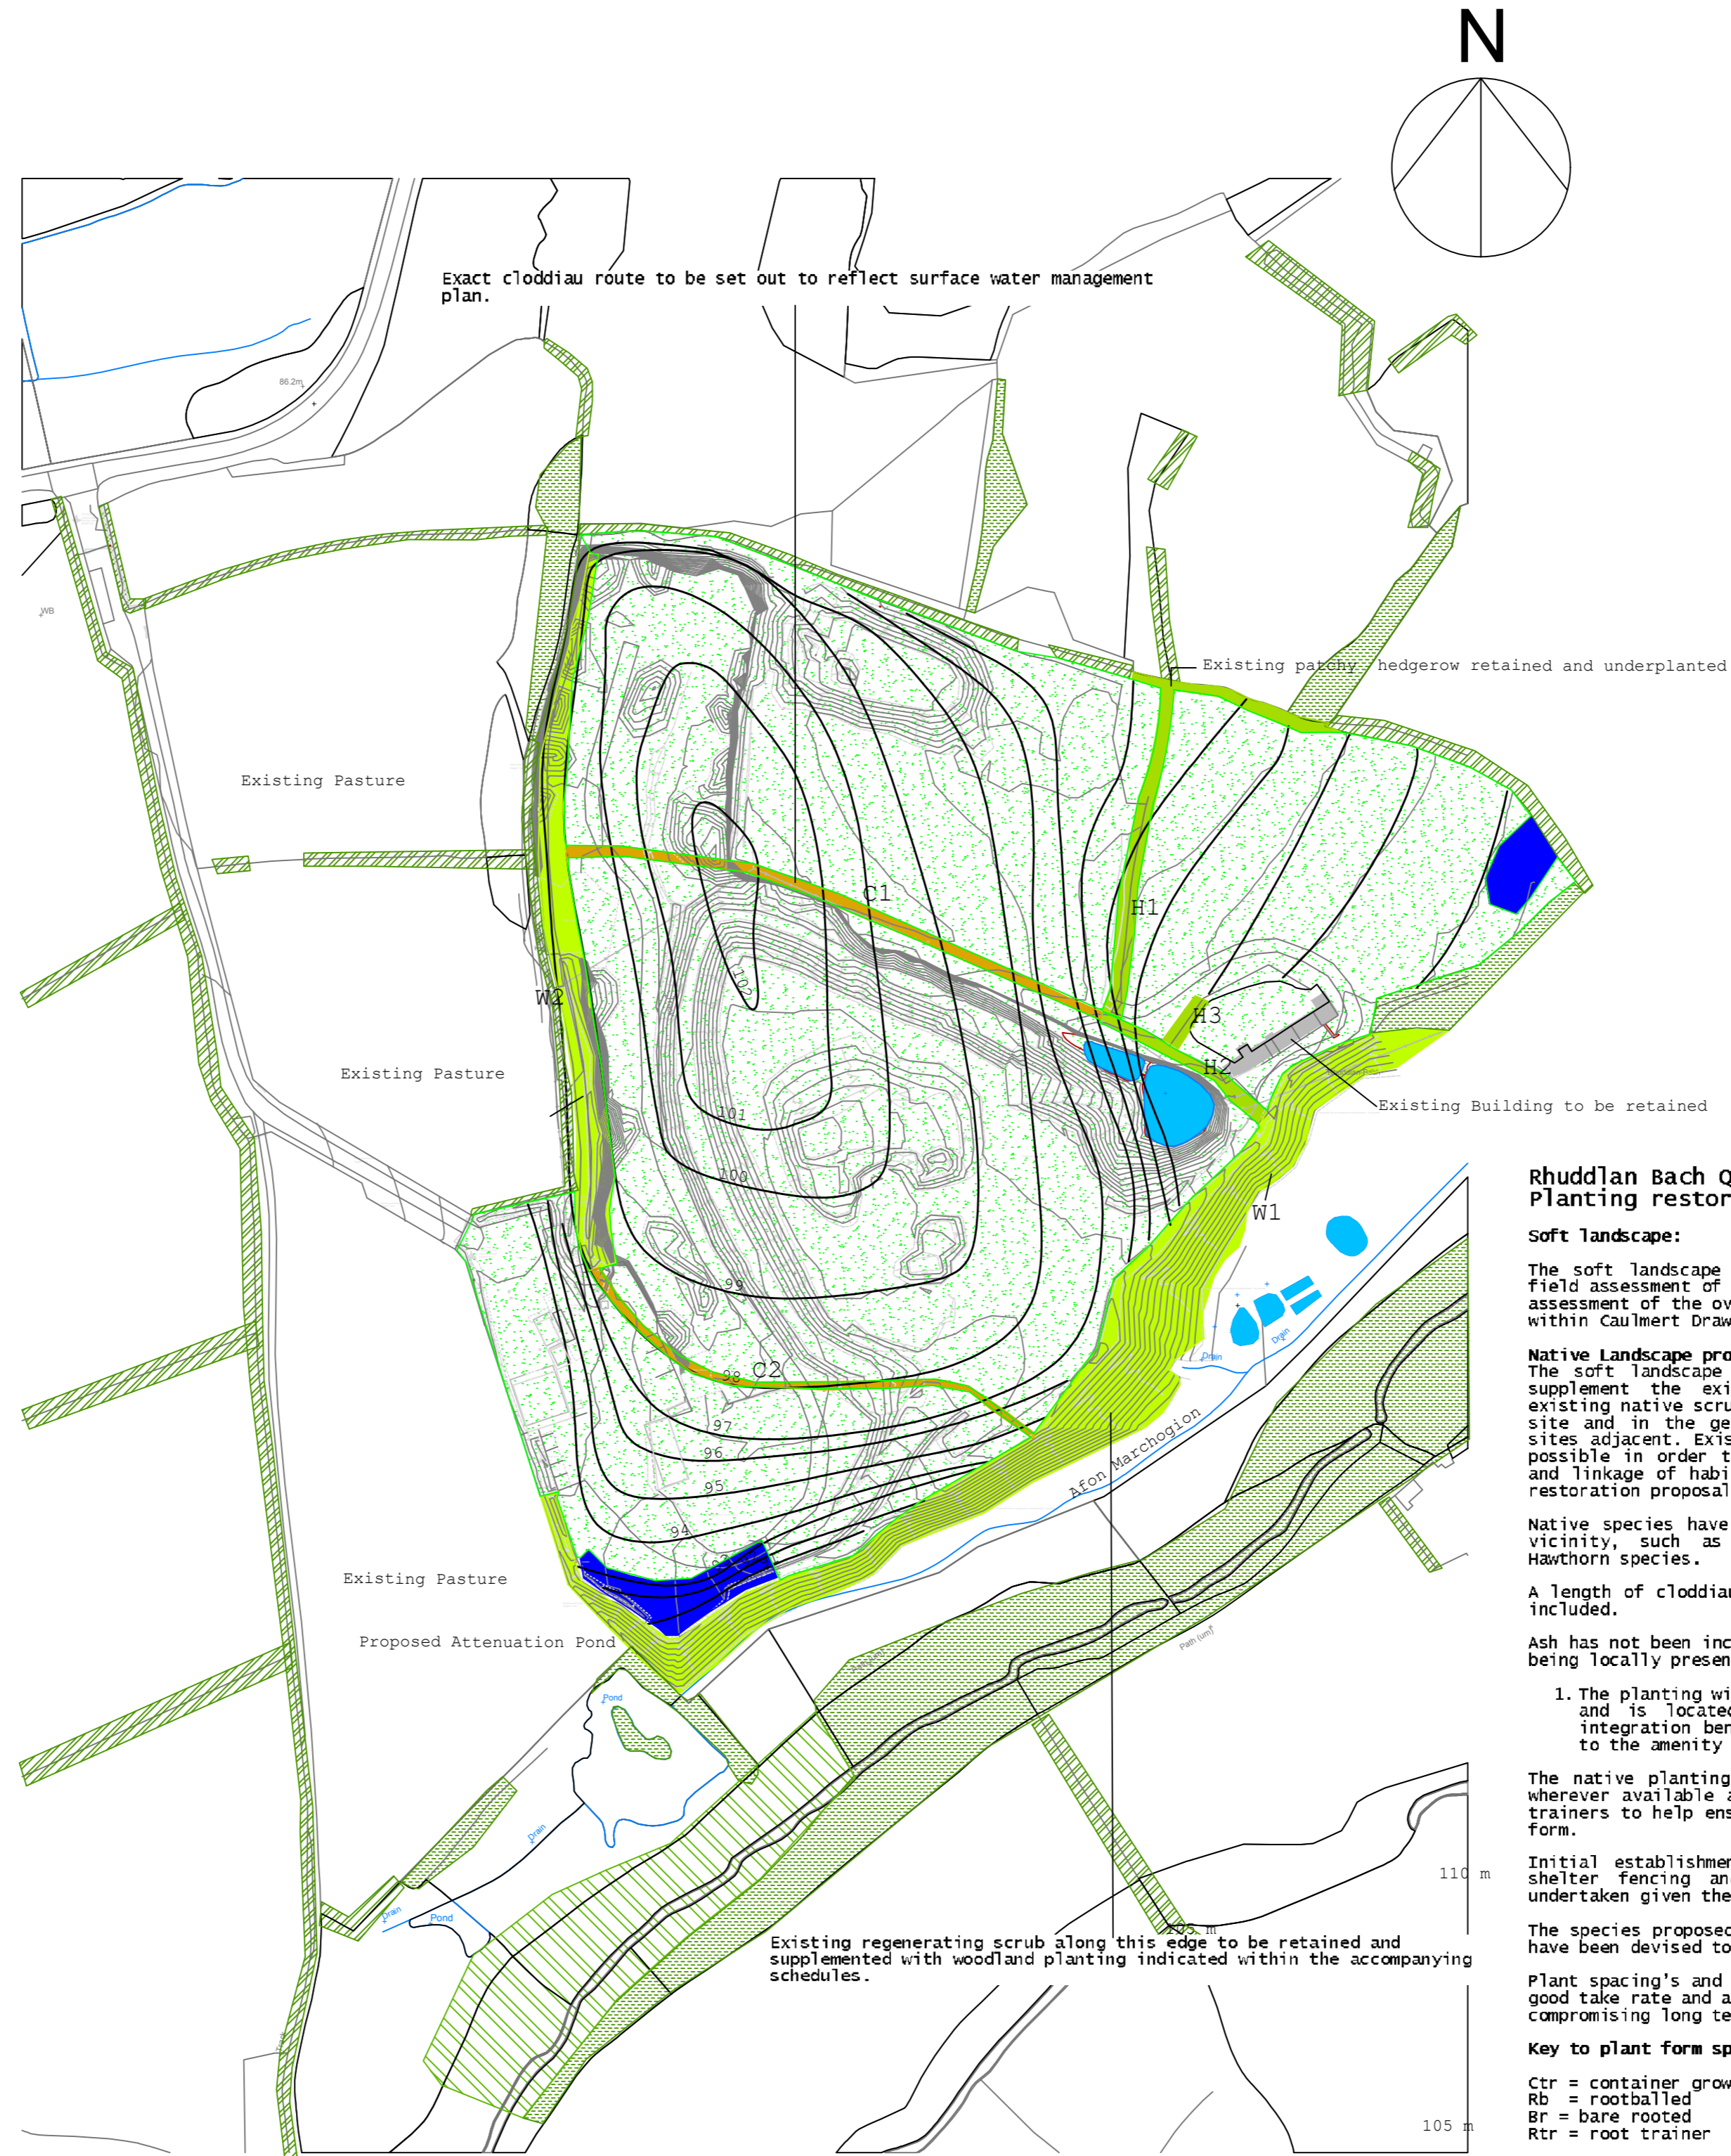 N
Exact cloddiau route to be set out to reflect surface water management
plan.
86.2m
WB
Existing patchy hedgerow retained and underplanted
Existing Pasture
C1
H1
102
W2
H3
H2
Existing Pasture
101
Existing Building to be retained
100
W1
99
98
C2
Drain
Drain
97
96
95
Afon Marchogion
94
Existing Pasture
Proposed Attenuation Pond
Path (um)
Pond
Drain
Drain
Pond
110 m
105 m
Existing regenerating scrub along this edge to be retained and
supplemented with woodland planting indicated within the accompanying
schedules.
105 m
Rhuddlan Bach Q
Planting restor
Soft landscape:
The soft landscape
field assessment of
assessment of the ov
within Caulmert Draw
Native Landscape pro
The soft landscape
supplement the exi
existing native scru
site and in the ge
sites adjacent. Exis
possible in order t
and linkage of habi
restoration proposal
Native species have
vicinity, such as
Hawthorn species.
A length of cloddiau
included.
Ash has not been inc
being locally presen
1. The planting wi
and is located
integration ben
to the amenity
The native planting
wherever available a
trainers to help ens
form.
Initial establishmen
shelter fencing an
undertaken given the
The species proposed
have been devised to
Plant spacing's and
good take rate and a
compromising long te
Key to plant form sp
Ctr = container grow
Rb = rootballed
Br = bare rooted
Rtr = root trainer